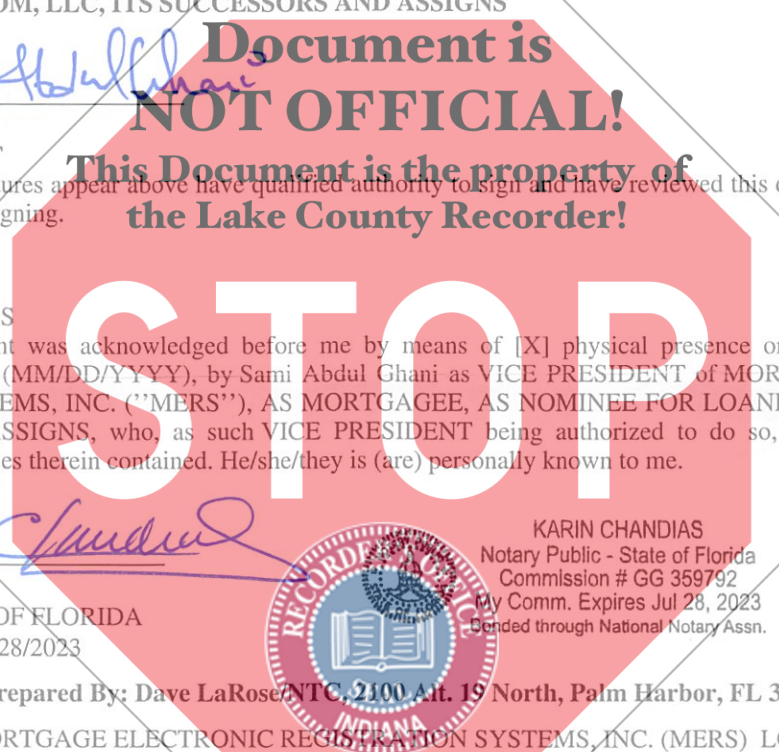 OM, LLC, ITS SUCCESSORS AND ASSIGNS
Document is
NOT OFFICIAL!
This Document is the property of
the Lake County Recorder!
ures appear above have qualified authority to sign and have reviewed this
gning.
S
STOP
nt was acknowledged before me by means of [X] physical presence or
(MM/DD/YYYY), by Sami Abdul Ghani as VICE PRESIDENT of MOR
EMS, INC. (''MERS''), AS MORTGAGEE, AS NOMINEE FOR LOAN
ASSIGNS, who, as such VICE PRESIDENT being authorized to do so,
es therein contained. He/she/they is (are) personally known to me.
KARIN CHANDIAS
Notary Public - State of Florida
Commission # GG 359792
My Comm. Expires Jul 28, 2023
Bonded through National Notary Assn.
RECORDER'S OFFICE
INDIANA
OF FLORIDA
28/2023
repared By: Dave LaRose/NTC, 2100 Alt. 19 North, Palm Harbor, FL 3
ORTGAGE ELECTRONIC REGISTRATION SYSTEMS, INC. (MERS)